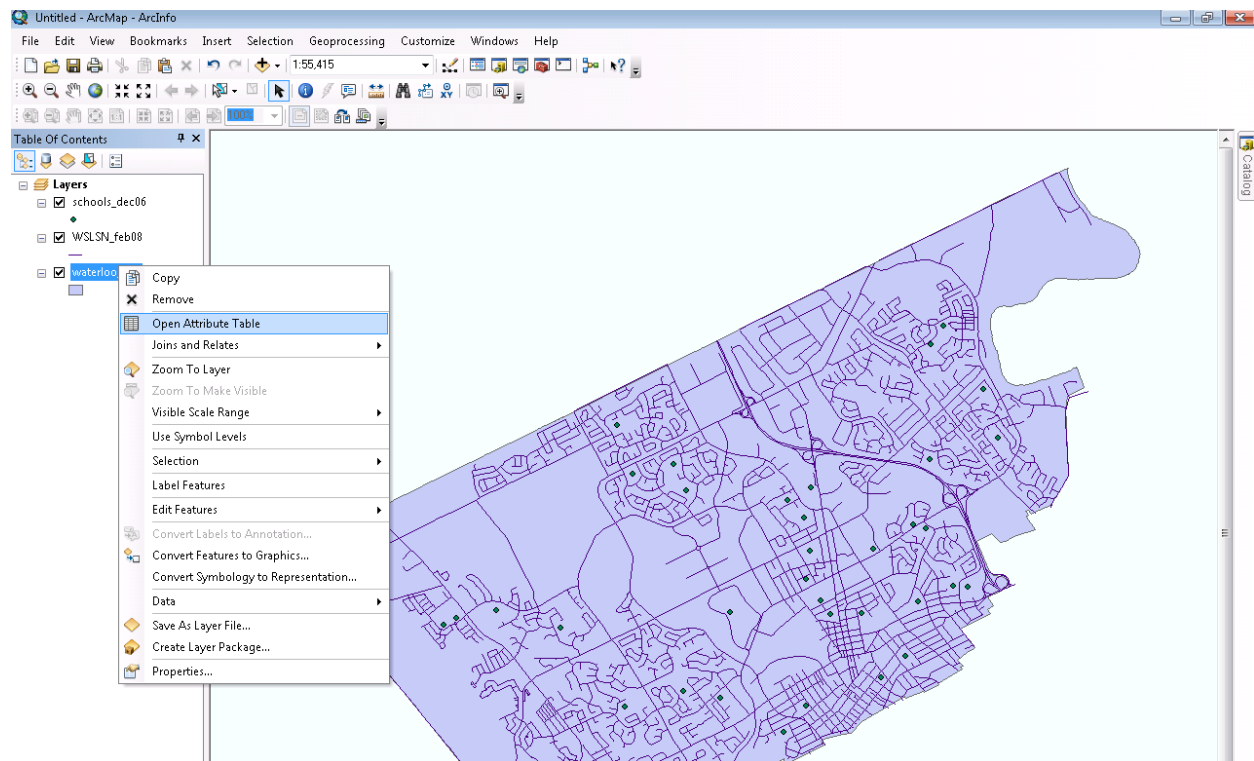 Untitled - ArcMap - ArcInfo
File Edit View Bookmarks Insert Selection Geoprocessing Customize Windows Help
1:55,415
100%
Table Of Contents
Layers
schools_dec06
WSLSN_feb08
waterloo_
Copy
Remove
Open Attribute Table
Joins and Relates
Zoom To Layer
Zoom To Make Visible
Visible Scale Range
Use Symbol Levels
Selection
Label Features
Edit Features
Convert Labels to Annotation...
Convert Features to Graphics...
Convert Symbology to Representation...
Data
Save As Layer File...
Create Layer Package...
Properties...
Catalog